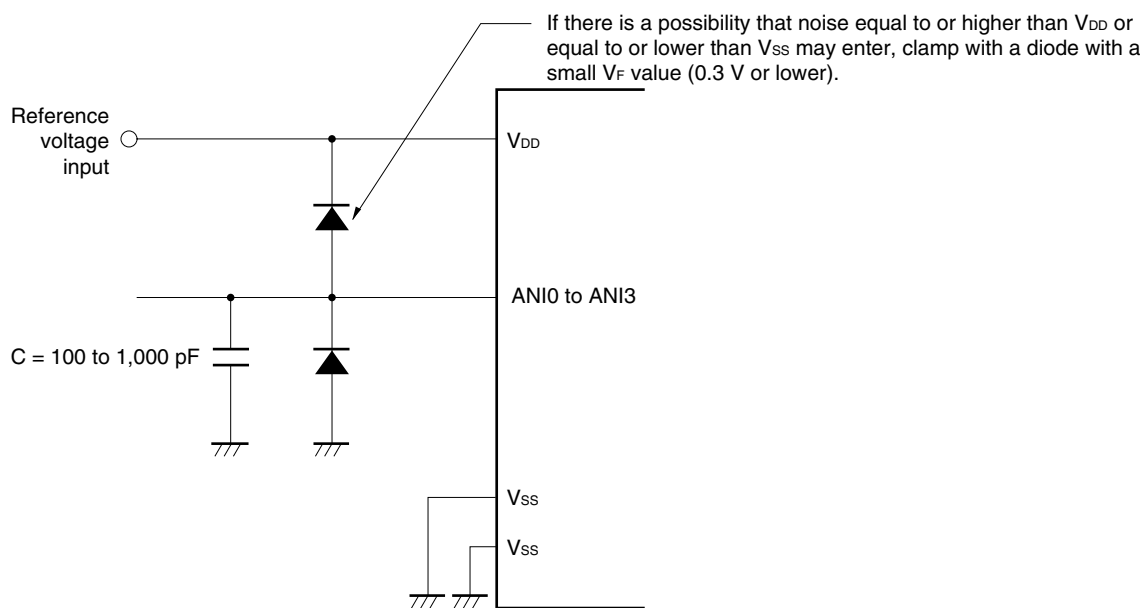 If there is a possibility that noise equal to or higher than VDD or
equal to or lower than VSS may enter, clamp with a diode with a
small VF value (0.3 V or lower).
Reference
voltage
input
VDD
ANI0 to ANI3
C = 100 to 1,000 pF
VSS
VSS